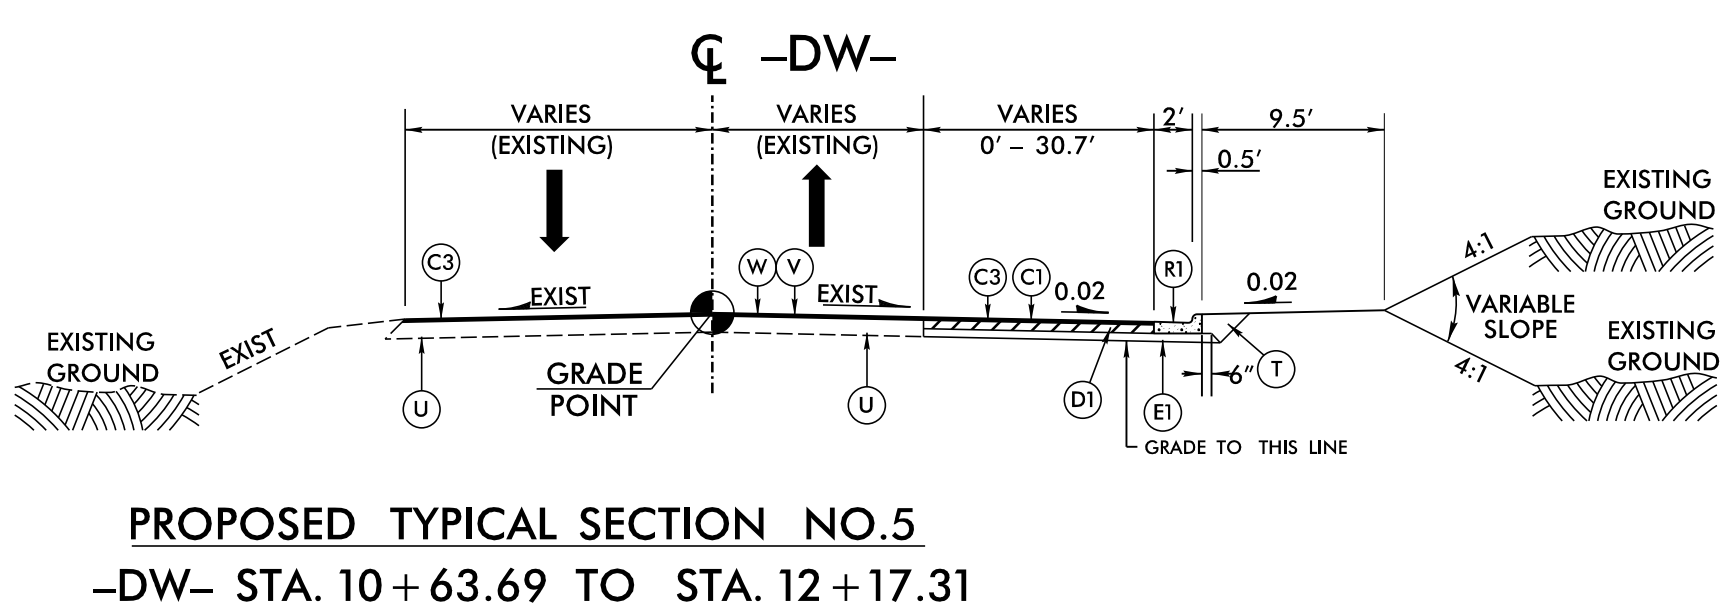 ℄ –DW–
VARIES
(EXISTING)
VARIES
(EXISTING)
VARIES
0' – 30.7'
2'
9.5'
0.5'
EXISTING
GROUND
C3
W
V
C3
C1
R1
4:1
EXIST
EXIST
0.02
0.02
VARIABLE
SLOPE
EXISTING
GROUND
EXIST
EXISTING
GROUND
GRADE
POINT
U
U
D1
E1
6"
T
4:1
GRADE TO THIS LINE
PROPOSED TYPICAL SECTION NO.5
–DW– STA. 10+63.69 TO STA. 12+17.31